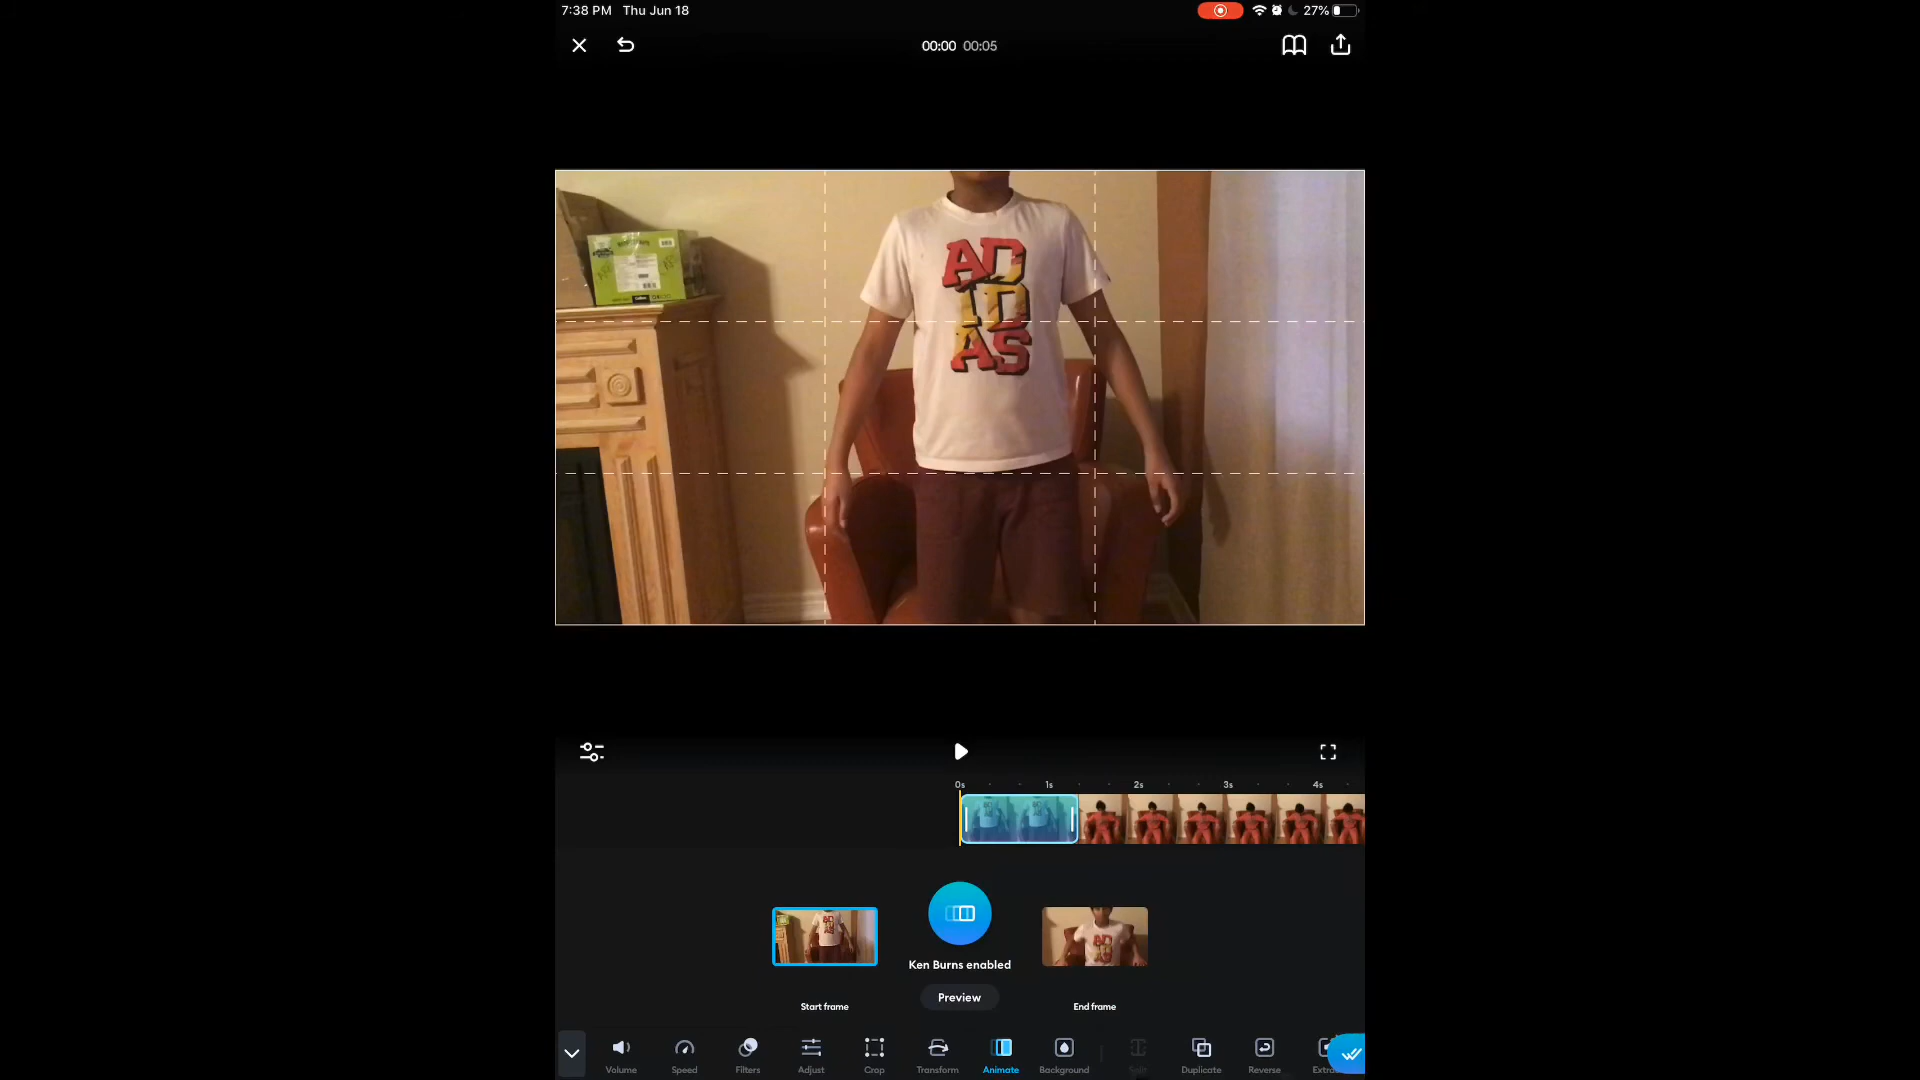 7:38 PM Thu Jun 18
27%
00:00 00:05
AD
ID
AS
0s 1s 2s 3s 4s
Ken Burns enabled
Preview
Start frame
End frame
Volume Speed Filters Adjust Crop Transform Animate Background Split Duplicate Reverse